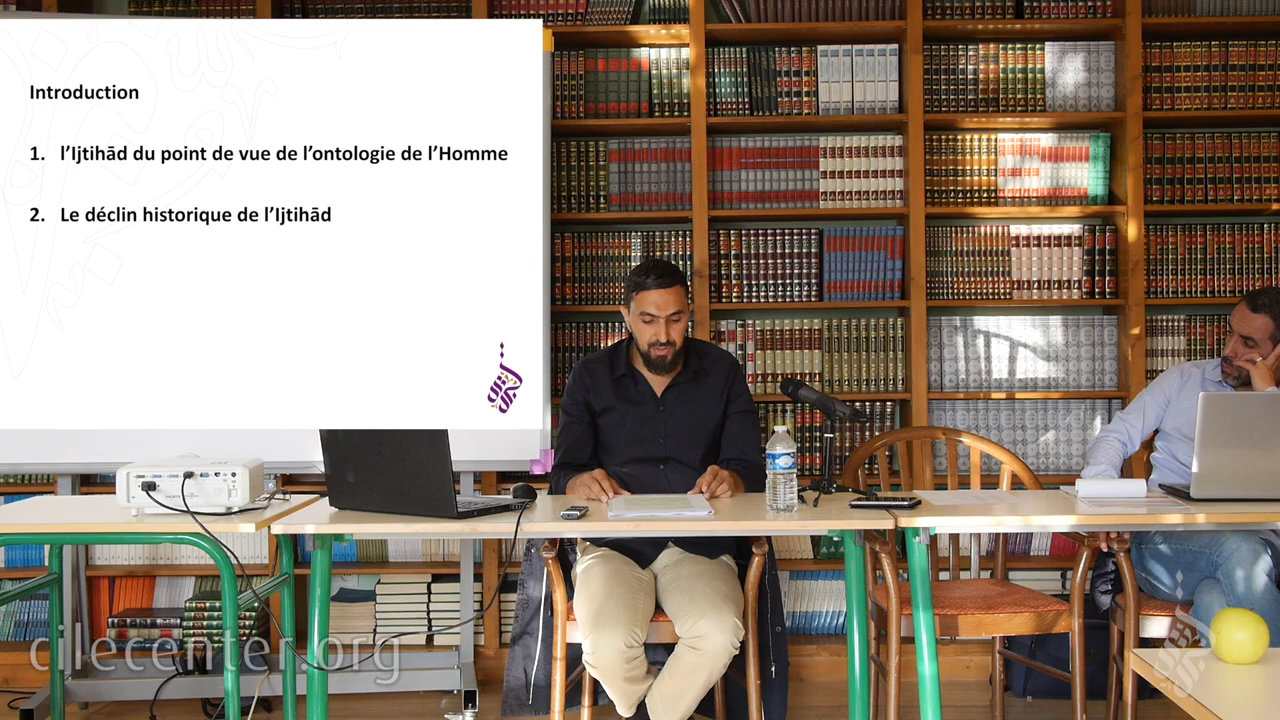 Introduction
1. l’Ijtihād du point de vue de l’ontologie de l’Homme
2. Le déclin historique de l’Ijtihād
cilecenter.org